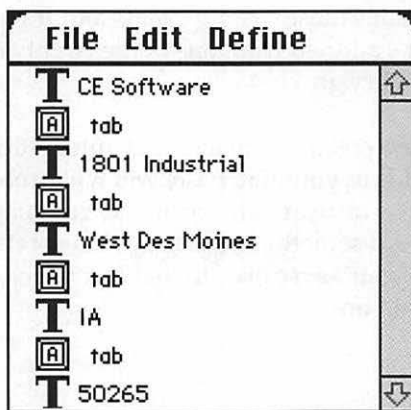 File Edit Define
T CE Software
A tab
T 1801 Industrial
A tab
T West Des Moines
A tab
T IA
A tab
T 50265